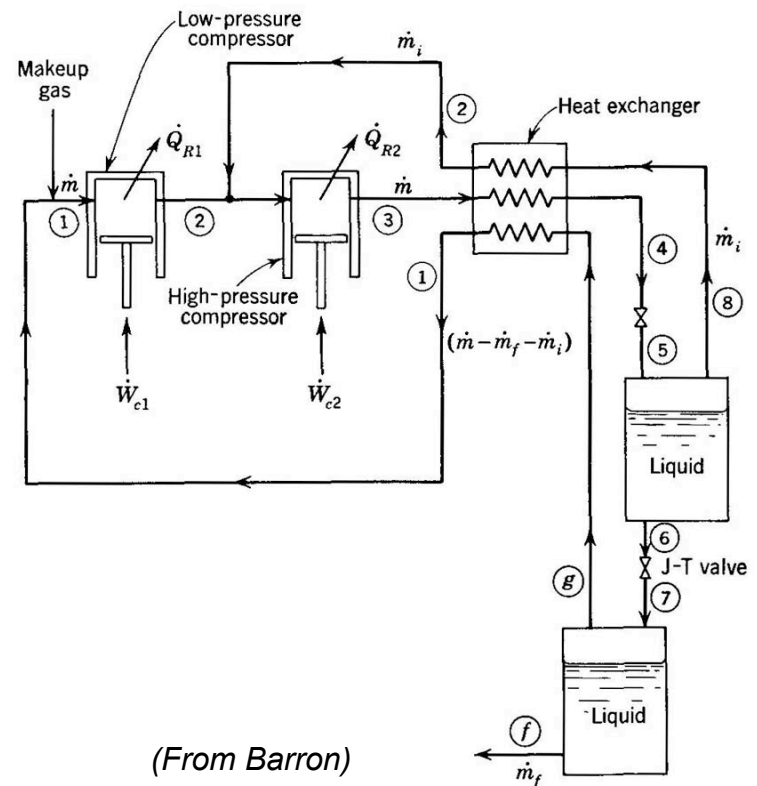 Low-pressure
compressor
Makeup
gas
ṁ
1
Q̇R1
2
ṁi
Q̇R2
ṁ
3
High-pressure
compressor
Ẇc1
Ẇc2
2
Heat exchanger
1
(ṁ − ṁf − ṁi)
4
ṁi
5
8
Liquid
6
J-T valve
7
g
Liquid
f
ṁf
(From Barron)